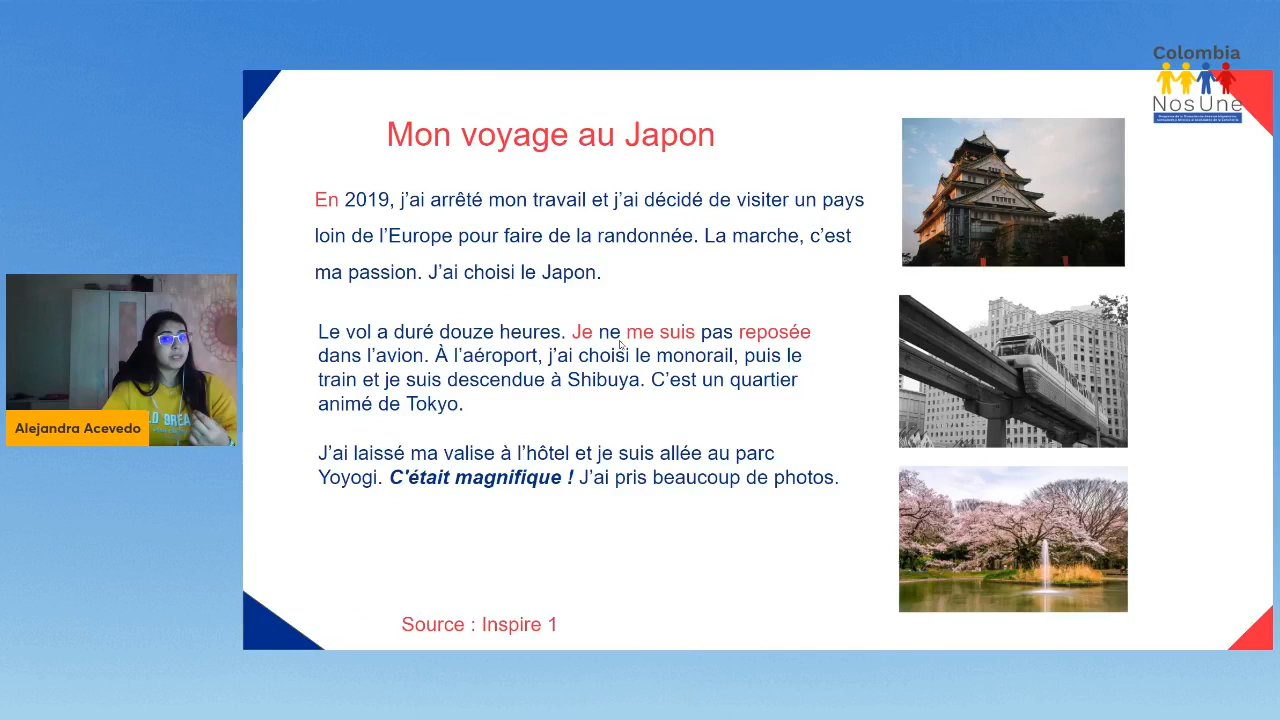 Colombia
NosUne
Mon voyage au Japon
En 2019, j’ai arrêté mon travail et j’ai décidé de visiter un pays
loin de l’Europe pour faire de la randonnée. La marche, c’est
ma passion. J’ai choisi le Japon.
Le vol a duré douze heures. Je ne me suis pas reposée
dans l’avion. À l’aéroport, j’ai choisi le monorail, puis le
train et je suis descendue à Shibuya. C’est un quartier
animé de Tokyo.
Alejandra Acevedo
J’ai laissé ma valise à l’hôtel et je suis allée au parc
Yoyogi. C'était magnifique ! J’ai pris beaucoup de photos.
Source : Inspire 1